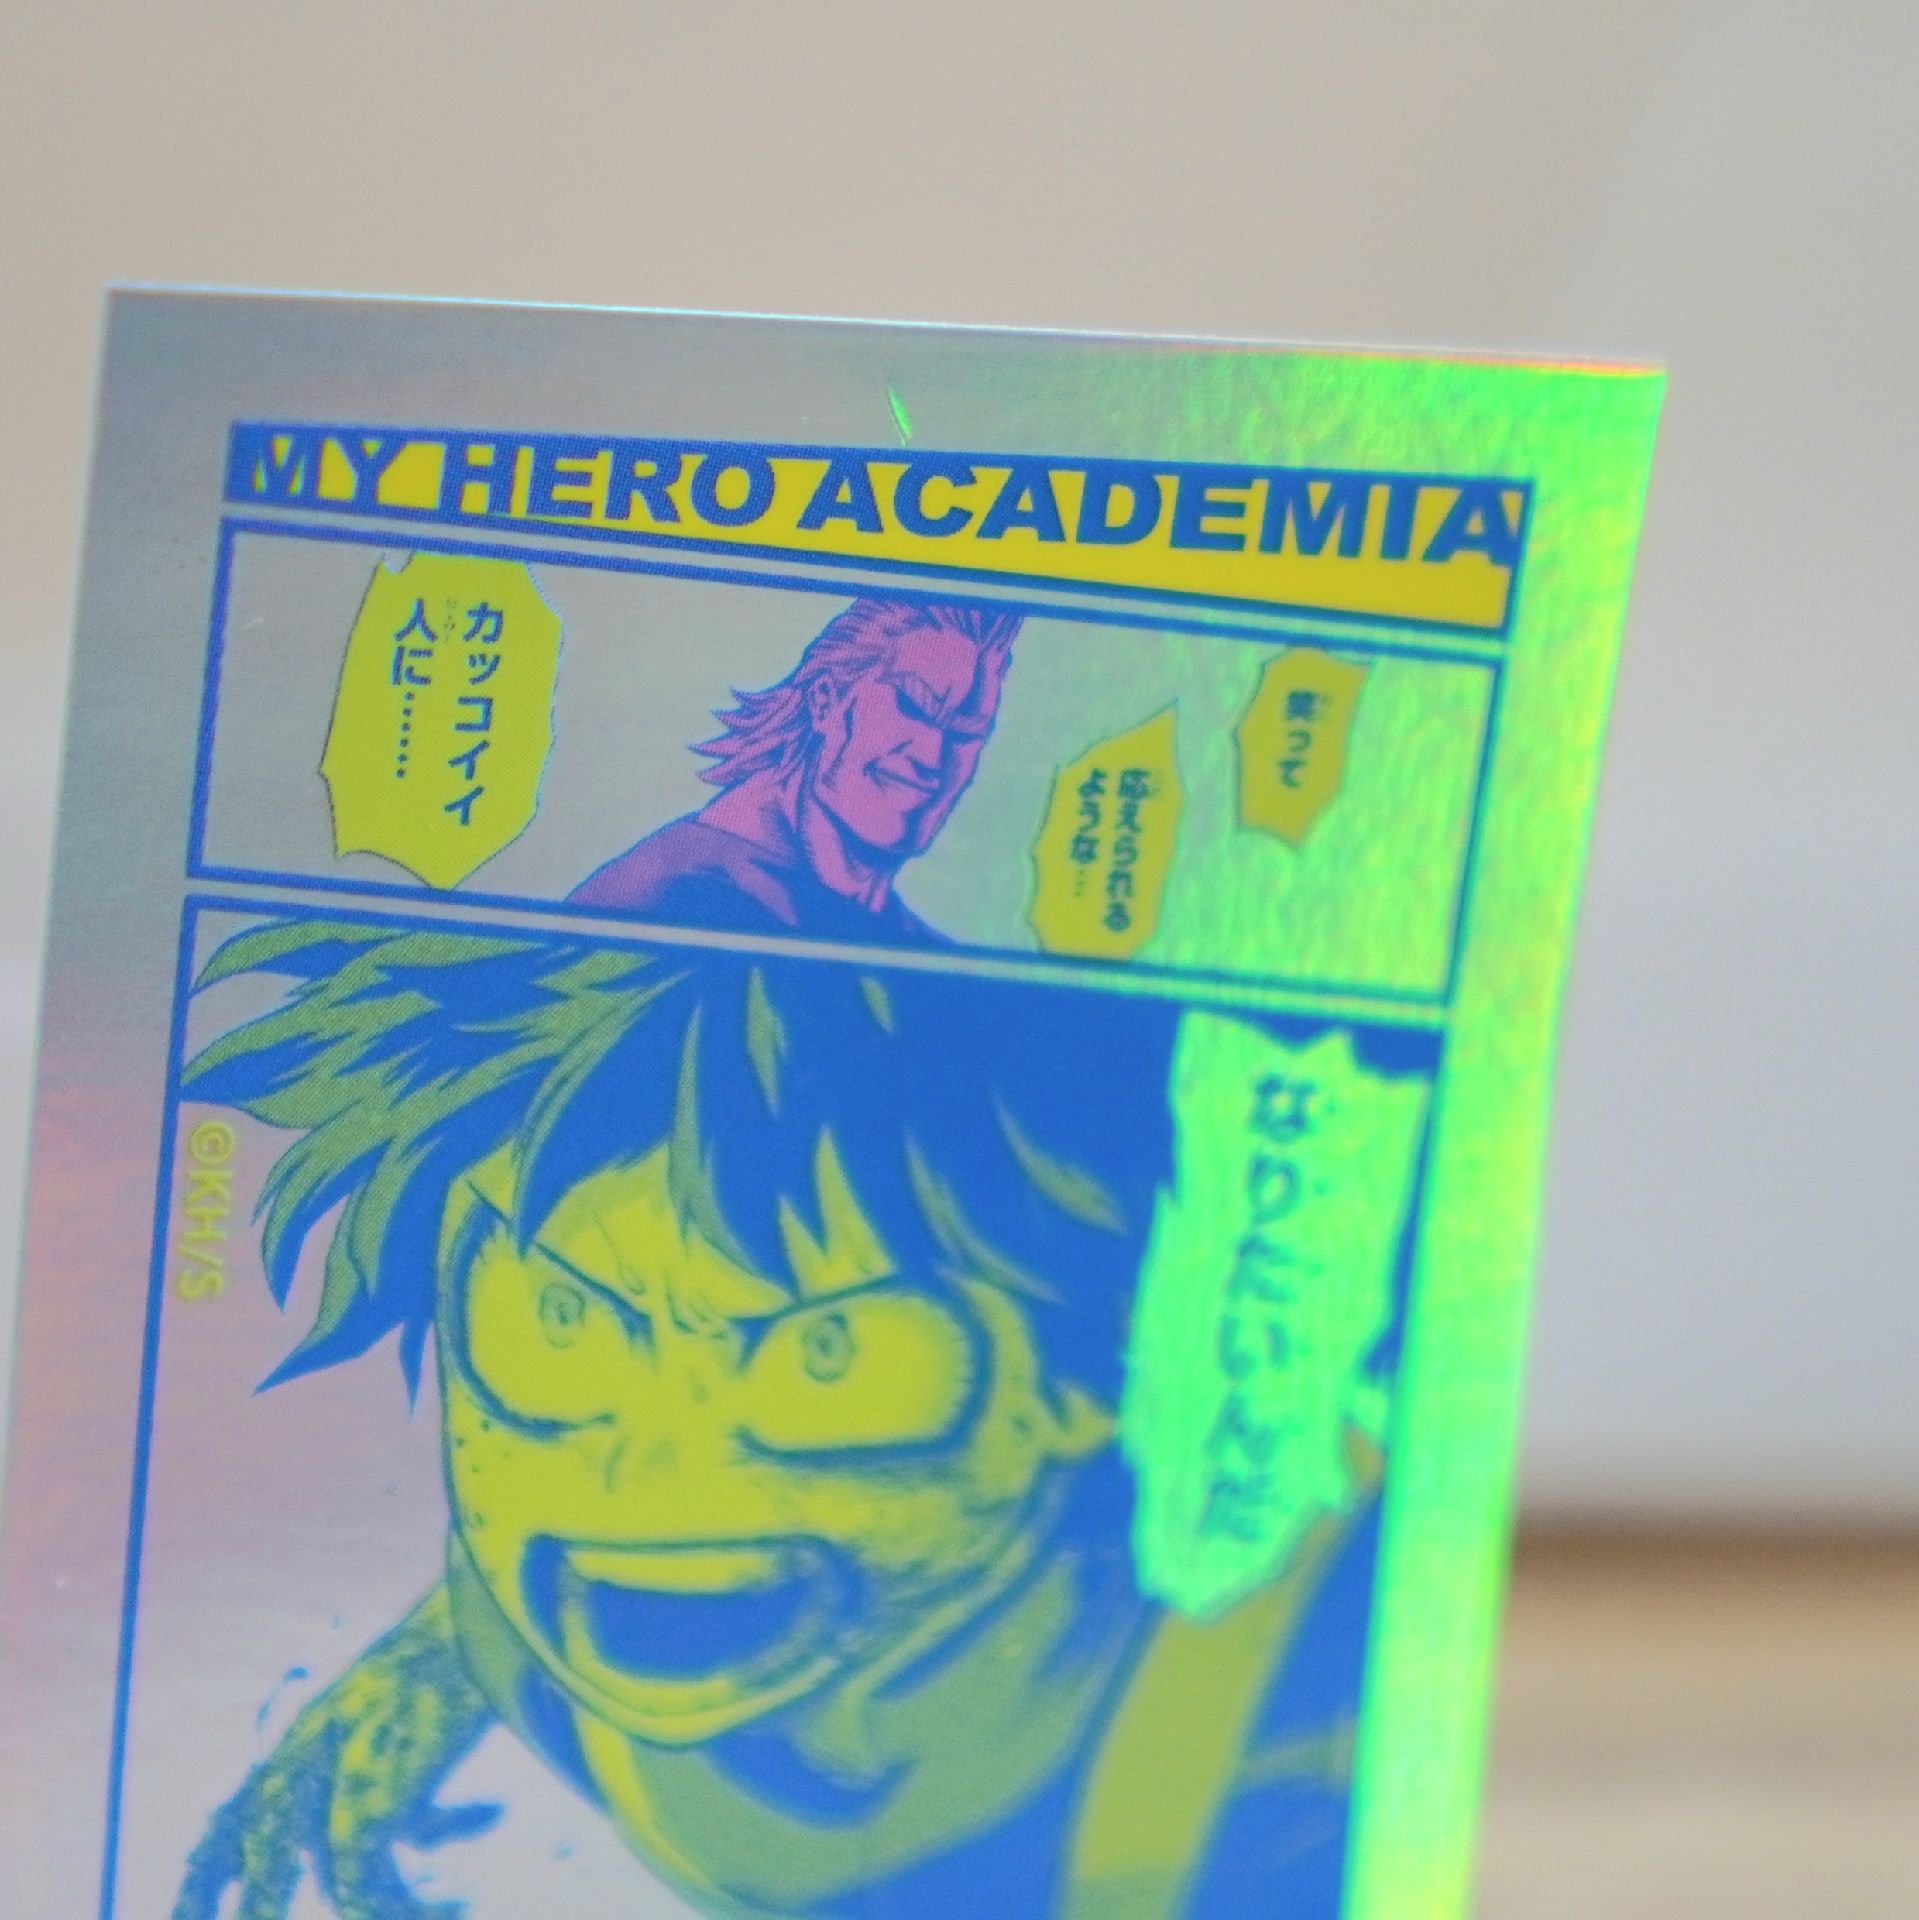 MY HERO ACADEMIA
笑って
応えられる
ような…
カッコイイ
人に……
なりたいんだ
©KH/S